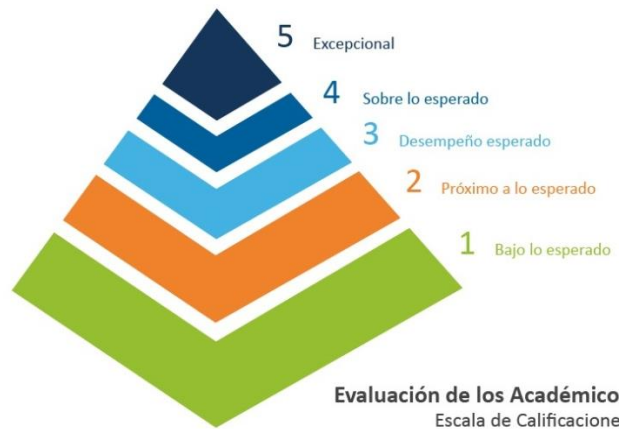 5 Excepcional
4 Sobre lo esperado
3 Desempeño esperado
2 Próximo a lo esperado
1 Bajo lo esperado
Evaluación de los Académico
Escala de Calificacione